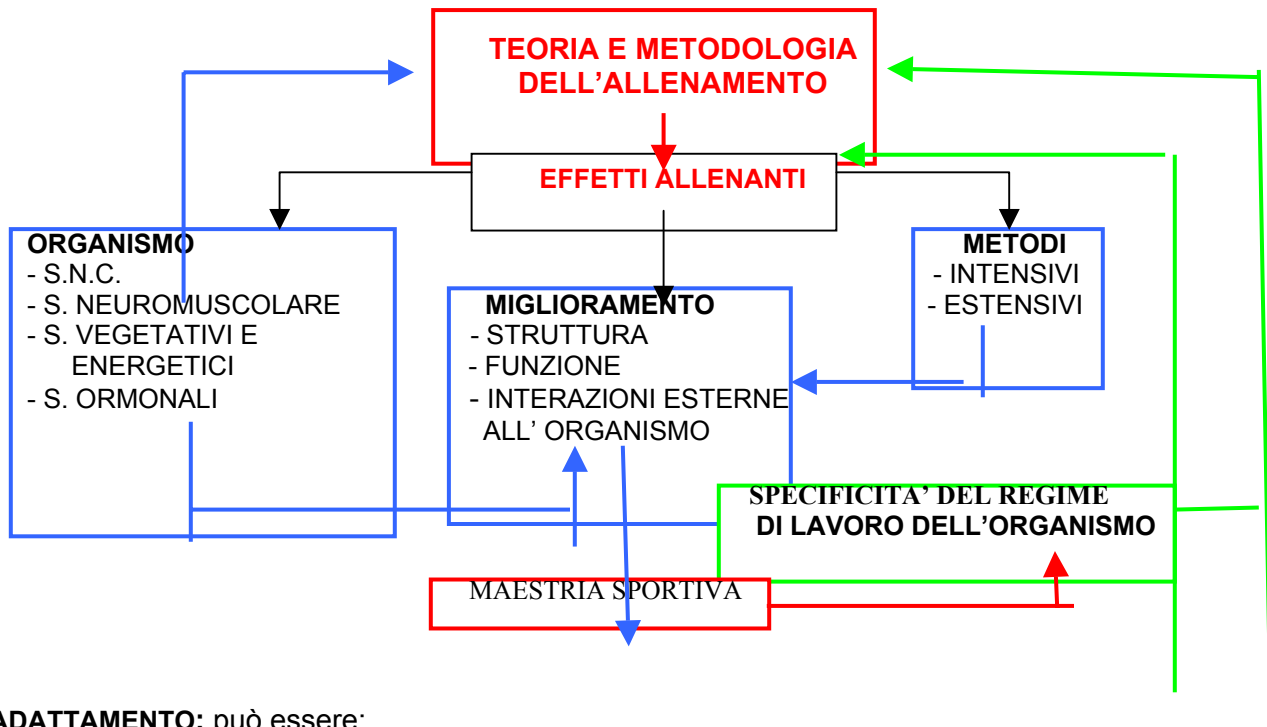 TEORIA E METODOLOGIA
DELL'ALLENAMENTO
EFFETTI ALLENANTI
ORGANISMO
- S.N.C.
- S. NEUROMUSCOLARE
- S. VEGETATIVI E
ENERGETICI
- S. ORMONALI
MIGLIORAMENTO
- STRUTTURA
- FUNZIONE
- INTERAZIONI ESTERNE
ALL' ORGANISMO
METODI
- INTENSIVI
- ESTENSIVI
SPECIFICITA' DEL REGIME
DI LAVORO DELL'ORGANISMO
MAESTRIA SPORTIVA
ADATTAMENTO: può essere: